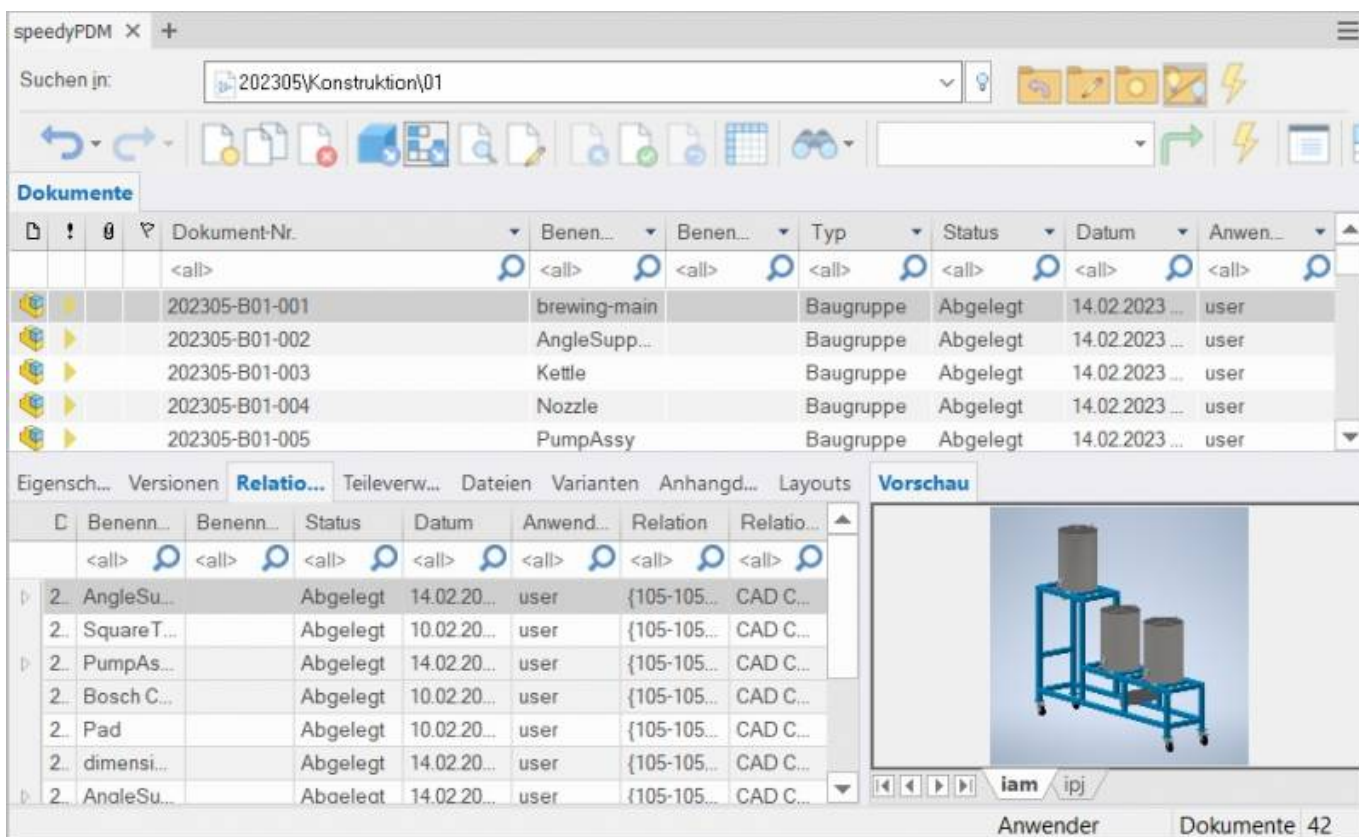 speedyPDM
Suchen in: 202305\Konstruktion\01
Dokumente
Dokument-Nr. Benen... Benen... Typ Status Datum Anwen...
<all> <all> <all> <all> <all> <all> <all>
202305-B01-001 brewing-main Baugruppe Abgelegt 14.02.2023 ... user
202305-B01-002 AngleSupp... Baugruppe Abgelegt 14.02.2023 ... user
202305-B01-003 Kettle Baugruppe Abgelegt 14.02.2023 ... user
202305-B01-004 Nozzle Baugruppe Abgelegt 14.02.2023 ... user
202305-B01-005 PumpAssy Baugruppe Abgelegt 14.02.2023 ... user
Eigensch... Versionen Relatio... Teileverw... Dateien Varianten Anhangd... Layouts Vorschau
Benenn... Benenn... Status Datum Anwend... Relation Relatio...
<all> <all> <all> <all> <all> <all> <all>
2.. AngleSu... Abgelegt 14.02.20... user {105-105... CAD C...
2.. SquareT... Abgelegt 10.02.20... user {105-105... CAD C...
2.. PumpAs... Abgelegt 14.02.20... user {105-105... CAD C...
2.. Bosch C... Abgelegt 10.02.20... user {105-105... CAD C...
2.. Pad Abgelegt 10.02.20... user {105-105... CAD C...
2.. dimensi... Abgelegt 14.02.20... user {105-105... CAD C...
2.. AngleSu... Abgelegt 14.02.20... user {105-105... CAD C...
iam ipj
Anwender Dokumente 42